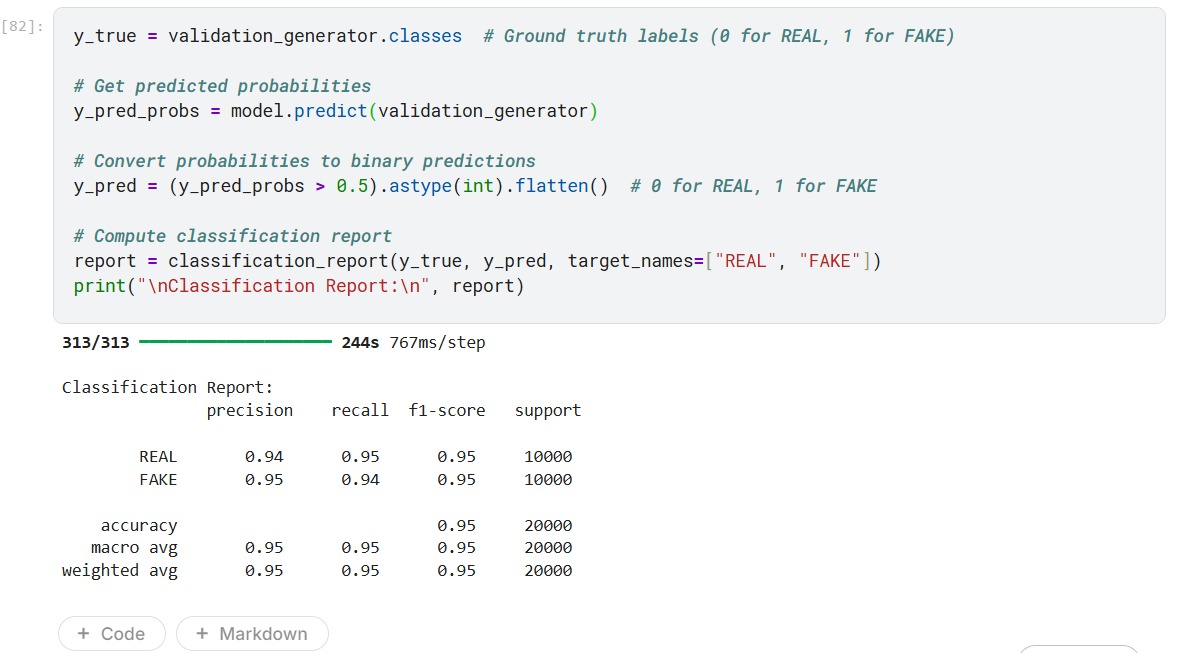 [82]:
y_true = validation_generator.classes  # Ground truth labels (0 for REAL, 1 for FAKE)
# Get predicted probabilities
y_pred_probs = model.predict(validation_generator)
# Convert probabilities to binary predictions
y_pred = (y_pred_probs > 0.5).astype(int).flatten()  # 0 for REAL, 1 for FAKE
# Compute classification report
report = classification_report(y_true, y_pred, target_names=["REAL", "FAKE"])
print("\nClassification Report:\n", report)
313/313 244s 767ms/step
Classification Report:
precision recall f1-score support
REAL 0.94 0.95 0.95 10000
FAKE 0.95 0.94 0.95 10000
accuracy 0.95 20000
macro avg 0.95 0.95 0.95 20000
weighted avg 0.95 0.95 0.95 20000
+ Code + Markdown